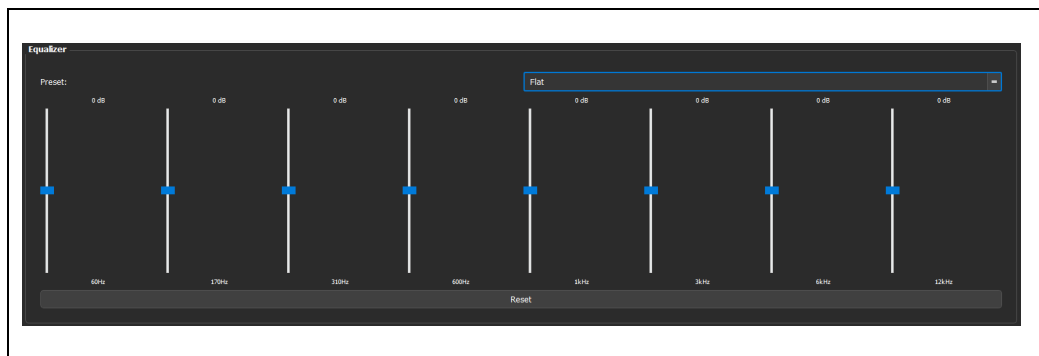 Equalizer
Preset: Flat
0 dB 0 dB 0 dB 0 dB 0 dB 0 dB 0 dB 0 dB
60Hz 170Hz 310Hz 600Hz 1kHz 3kHz 6kHz 12kHz
Reset